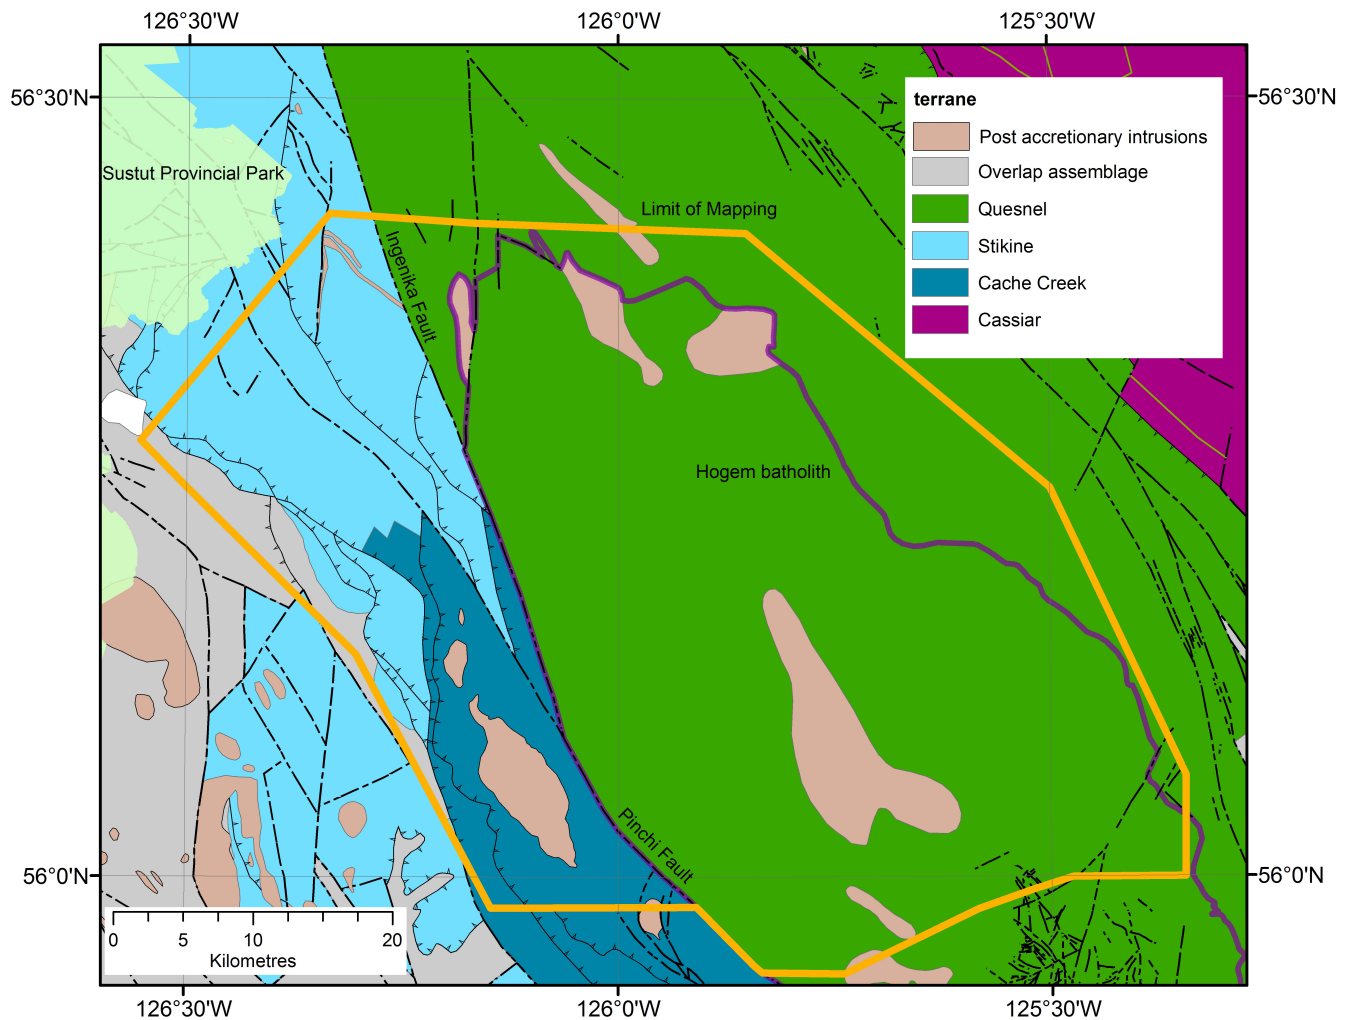 126°30'W
126°0'W
125°30'W
56°30'N
56°30'N
terrane
Post accretionary intrusions
Overlap assemblage
Quesnel
Stikine
Cache Creek
Cassiar
Sustut Provincial Park
Limit of Mapping
Ingenika Fault
Hogem batholith
Pinchi Fault
56°0'N
56°0'N
0 5 10 20
Kilometres
126°30'W
126°0'W
125°30'W